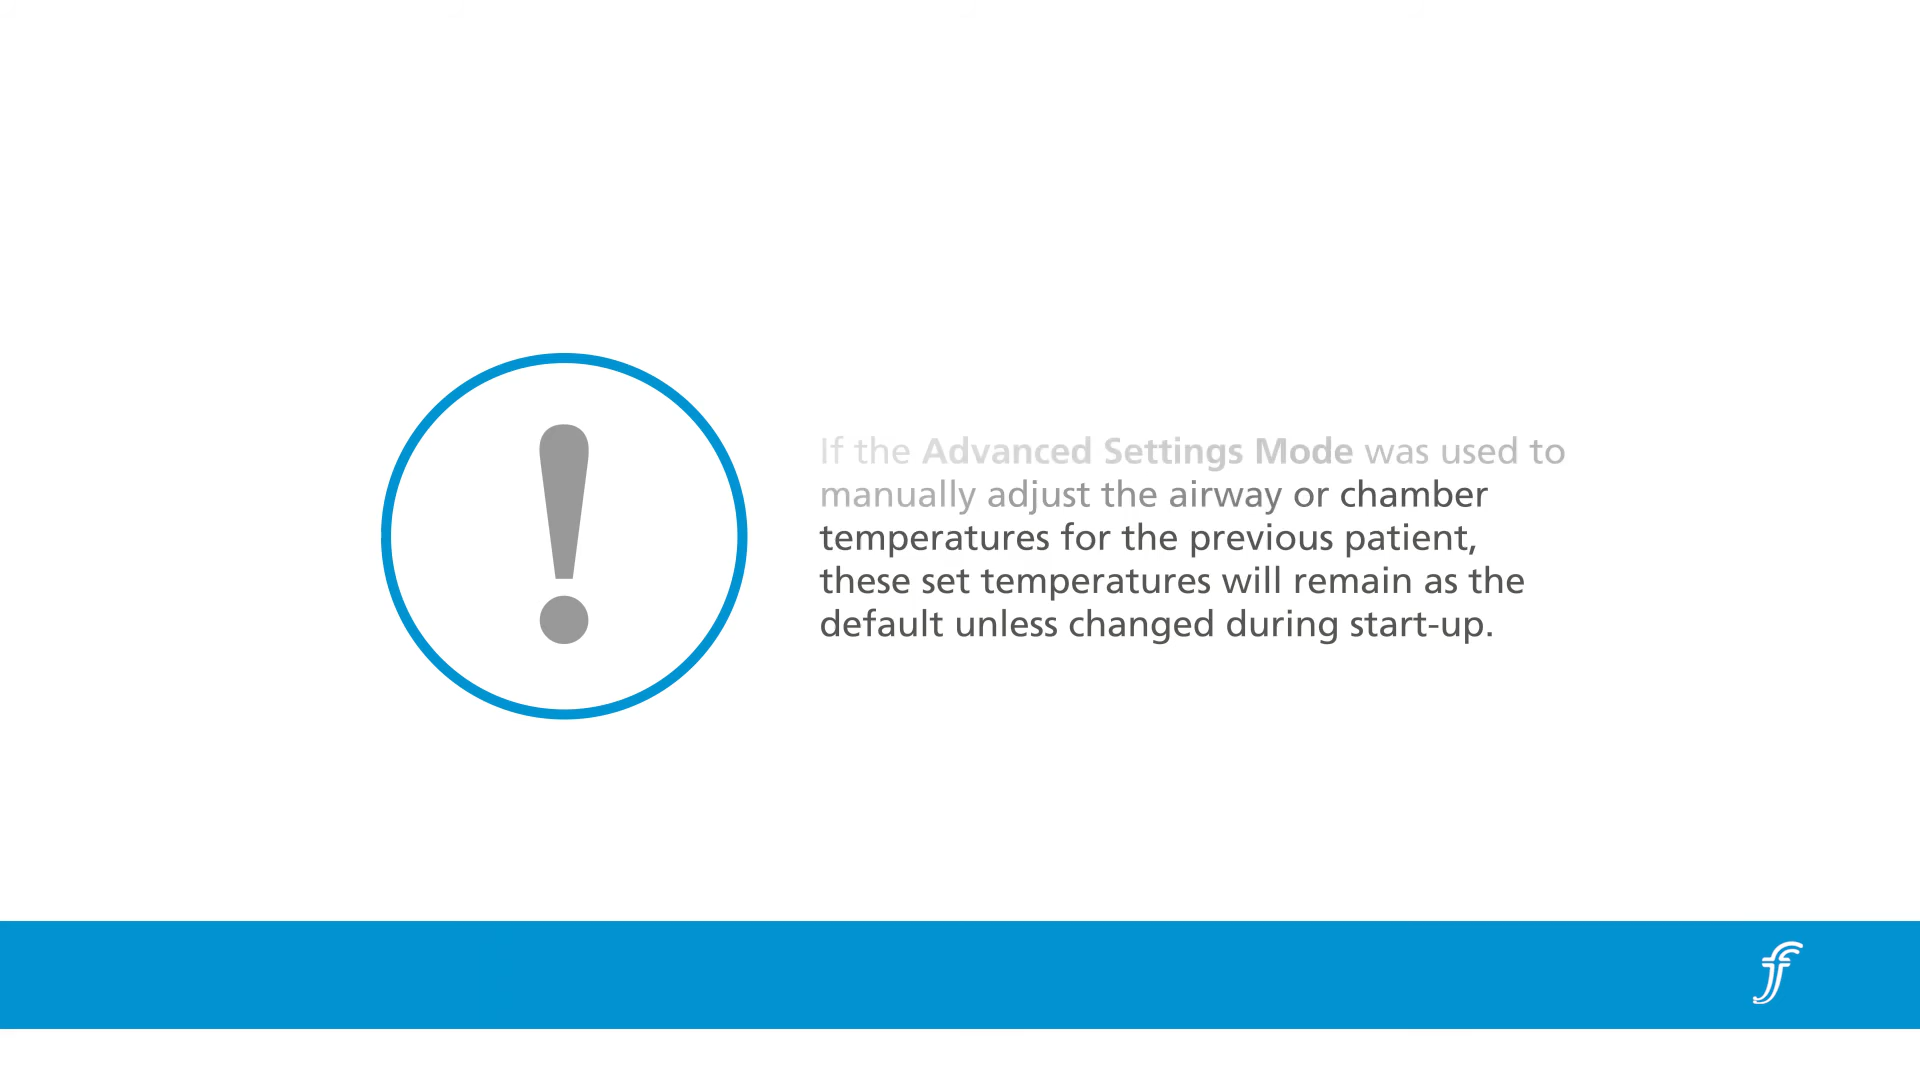 If the Advanced Settings Mode was used to
manually adjust the airway or chamber
temperatures for the previous patient,
these set temperatures will remain as the
default unless changed during start-up.